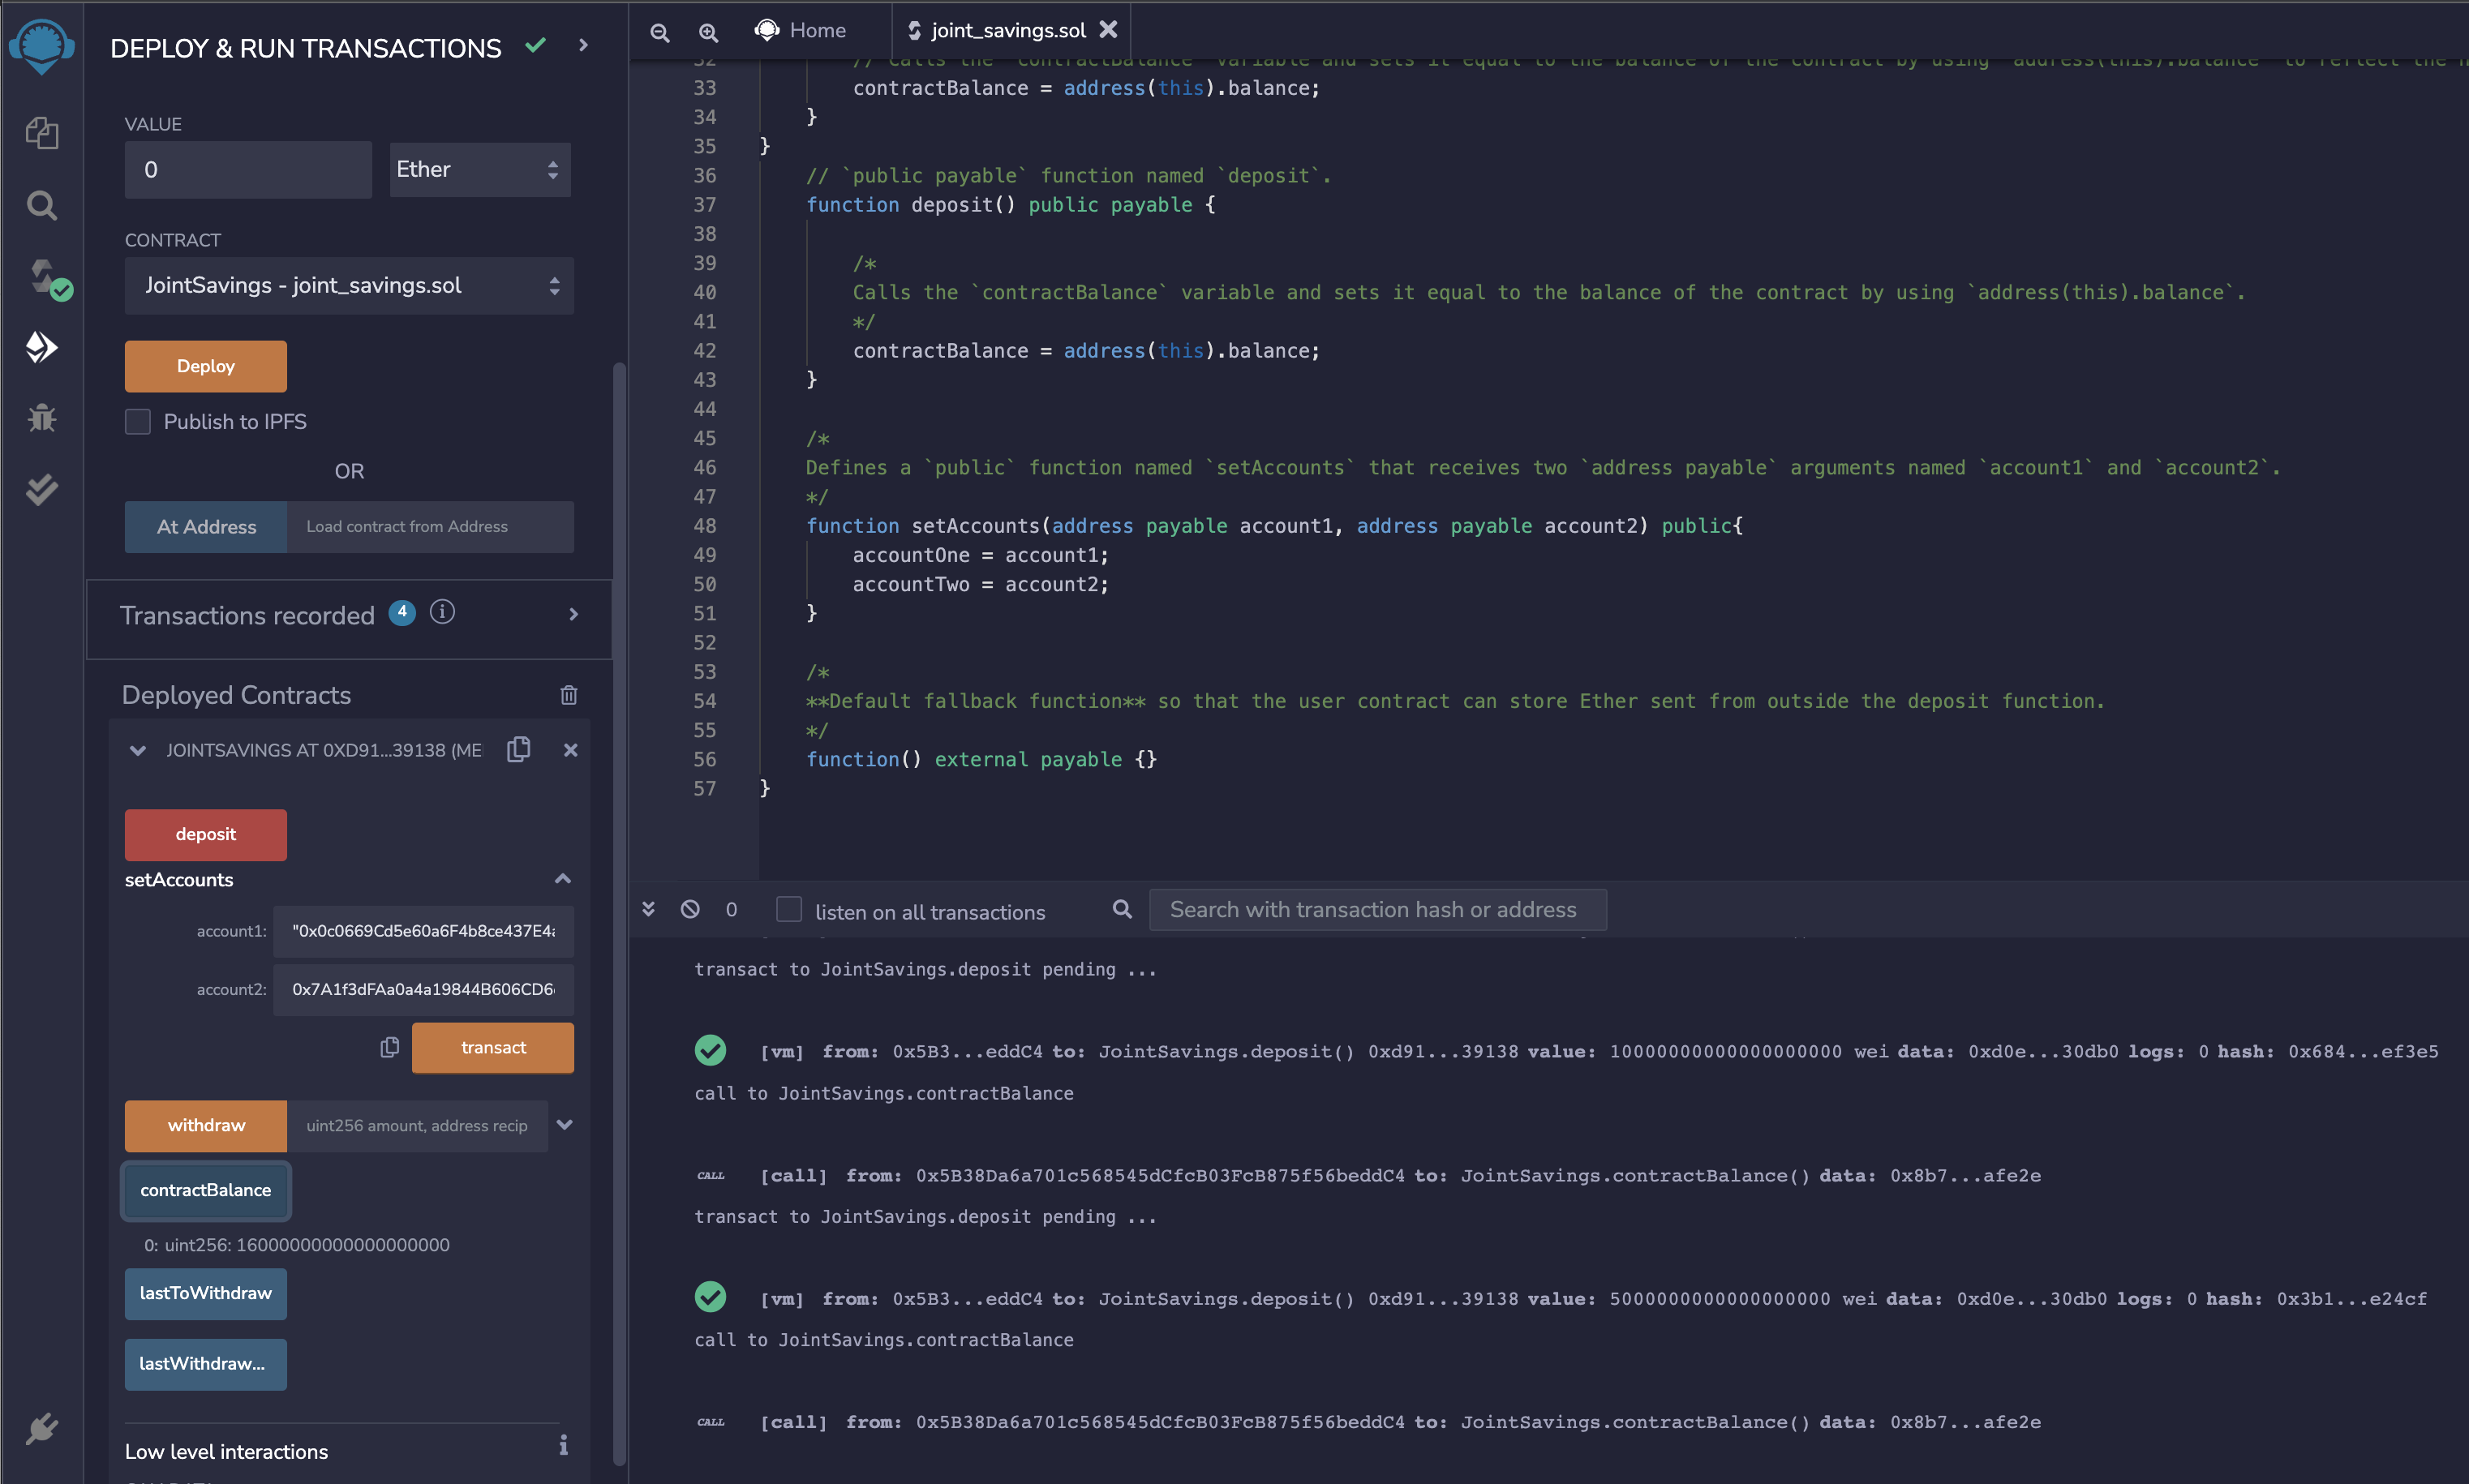 DEPLOY & RUN TRANSACTIONS
VALUE
0
Ether
CONTRACT
JointSavings - joint_savings.sol
Deploy
Publish to IPFS
OR
At Address
Load contract from Address
Transactions recorded 4
Deployed Contracts
JOINTSAVINGS AT 0XD91...39138 (ME
deposit
setAccounts
account1: "0x0c0669Cd5e60a6F4b8ce437E4a
account2: 0x7A1f3dFAa0a4a19844B606CD6
transact
withdraw
uint256 amount, address recip
contractBalance
0: uint256: 16000000000000000000
lastToWithdraw
lastWithdraw...
Low level interactions
Home
joint_savings.sol
32 // Calls the `contractBalance` variable and sets it equal to the balance of the contract by using `address(this).balance` to reflect the
33 contractBalance = address(this).balance;
34 }
35 }
36 // `public payable` function named `deposit`.
37 function deposit() public payable {
38
39 /*
40 Calls the `contractBalance` variable and sets it equal to the balance of the contract by using `address(this).balance`.
41 */
42 contractBalance = address(this).balance;
43 }
44
45 /*
46 Defines a `public` function named `setAccounts` that receives two `address payable` arguments named `account1` and `account2`.
47 */
48 function setAccounts(address payable account1, address payable account2) public{
49 accountOne = account1;
50 accountTwo = account2;
51 }
52
53 /*
54 **Default fallback function** so that the user contract can store Ether sent from outside the deposit function.
55 */
56 function() external payable {}
57 }
0
listen on all transactions
Search with transaction hash or address
transact to JointSavings.deposit pending ...
[vm] from: 0x5B3...eddC4 to: JointSavings.deposit() 0xd91...39138 value: 10000000000000000000 wei data: 0xd0e...30db0 logs: 0 hash: 0x684...ef3e5
call to JointSavings.contractBalance
CALL [call] from: 0x5B38Da6a701c568545dCfcB03FcB875f56beddC4 to: JointSavings.contractBalance() data: 0x8b7...afe2e
transact to JointSavings.deposit pending ...
[vm] from: 0x5B3...eddC4 to: JointSavings.deposit() 0xd91...39138 value: 5000000000000000000 wei data: 0xd0e...30db0 logs: 0 hash: 0x3b1...e24cf
call to JointSavings.contractBalance
CALL [call] from: 0x5B38Da6a701c568545dCfcB03FcB875f56beddC4 to: JointSavings.contractBalance() data: 0x8b7...afe2e